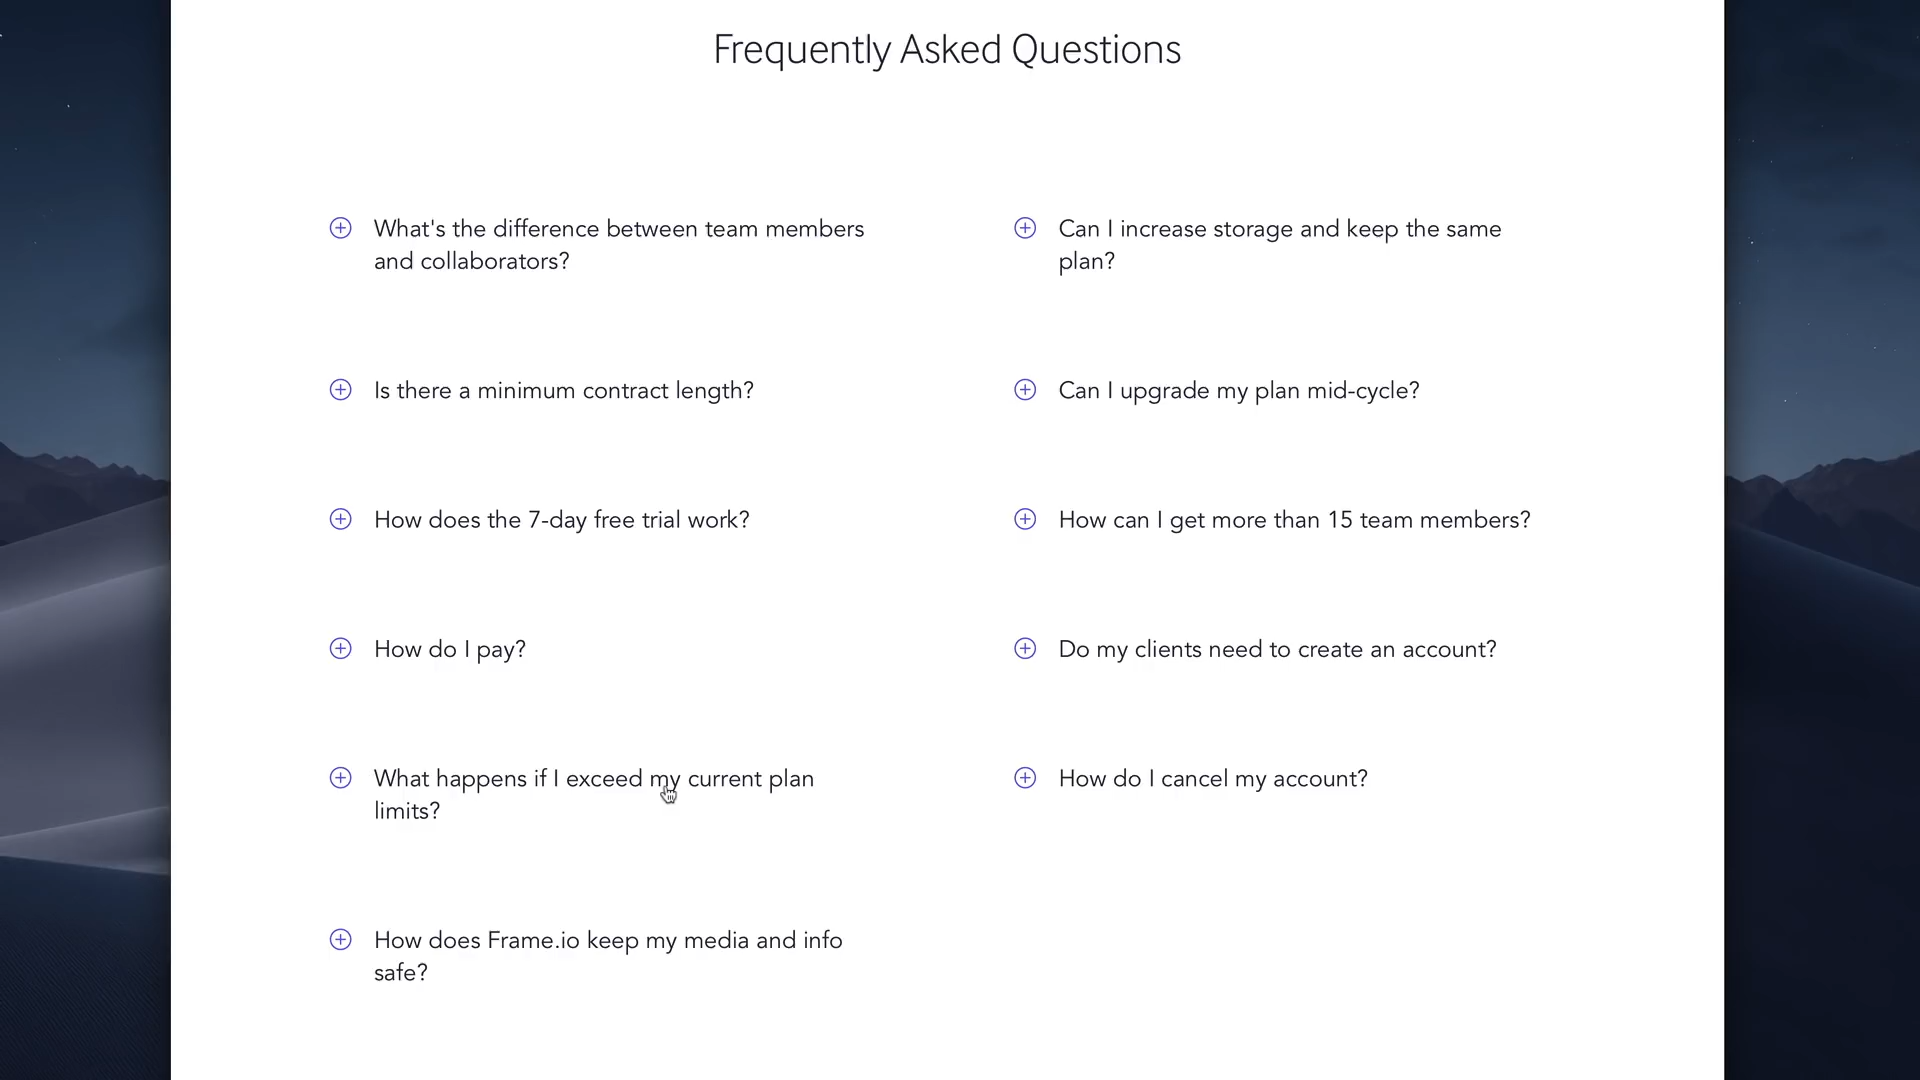 Frequently Asked Questions
What's the difference between team members
and collaborators?
Is there a minimum contract length?
How does the 7-day free trial work?
How do I pay?
What happens if I exceed my current plan
limits?
How does Frame.io keep my media and info
safe?
Can I increase storage and keep the same
plan?
Can I upgrade my plan mid-cycle?
How can I get more than 15 team members?
Do my clients need to create an account?
How do I cancel my account?